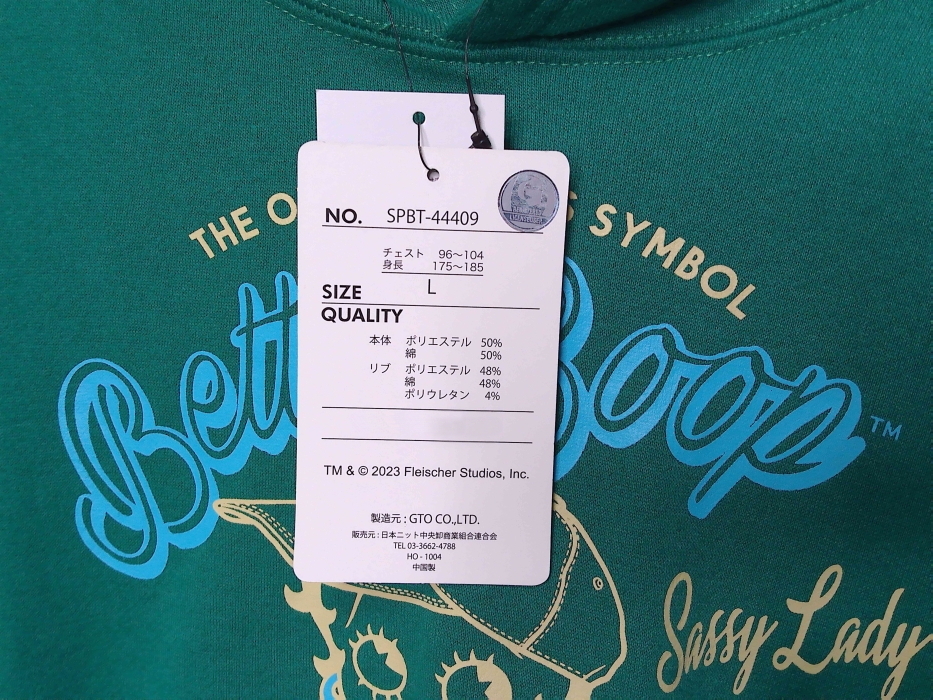 NO. SPBT-44409
チェスト 96～104
身長 175～185
SIZE L
QUALITY
本体 ポリエステル 50%
綿 50%
リブ ポリエステル 48%
綿 48%
ポリウレタン 4%
TM & © 2023 Fleischer Studios, Inc.
製造元 : GTO CO.,LTD.
販売元 : 日本ニット中央卸商業組合連合会
TEL 03-3662-4788
HO - 1004
中国製
THE O S SYMBOL
Bett Boop TM
Sassy Lady